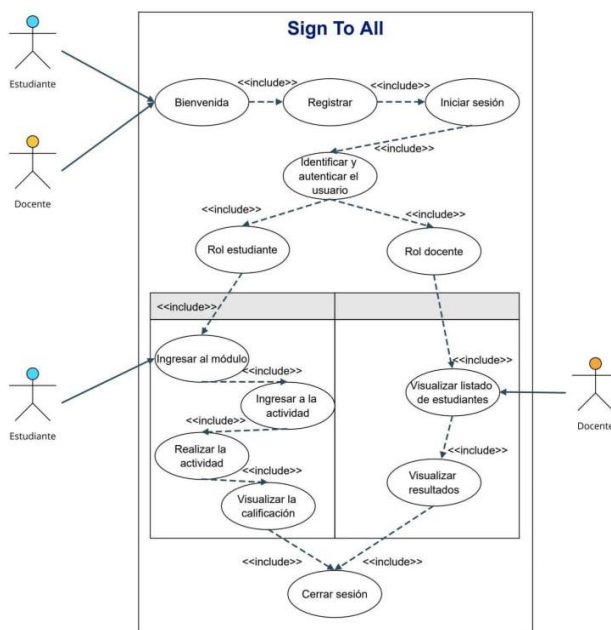 Sign To All
Estudiante
<<include>>
<<include>>
Bienvenida
Registrar
Iniciar sesión
Docente
<<include>>
Identificar y
autenticar el
usuario
<<include>>
<<include>>
Rol estudiante
Rol docente
<<include>>
Ingresar al módulo
<<include>>
<<include>>
Estudiante
Ingresar a la
actividad
Visualizar listado
de estudiantes
Docente
<<include>>
Realizar la
actividad
<<include>>
<<include>>
Visualizar la
calificación
Visualizar
resultados
<<include>>
<<include>>
Cerrar sesión